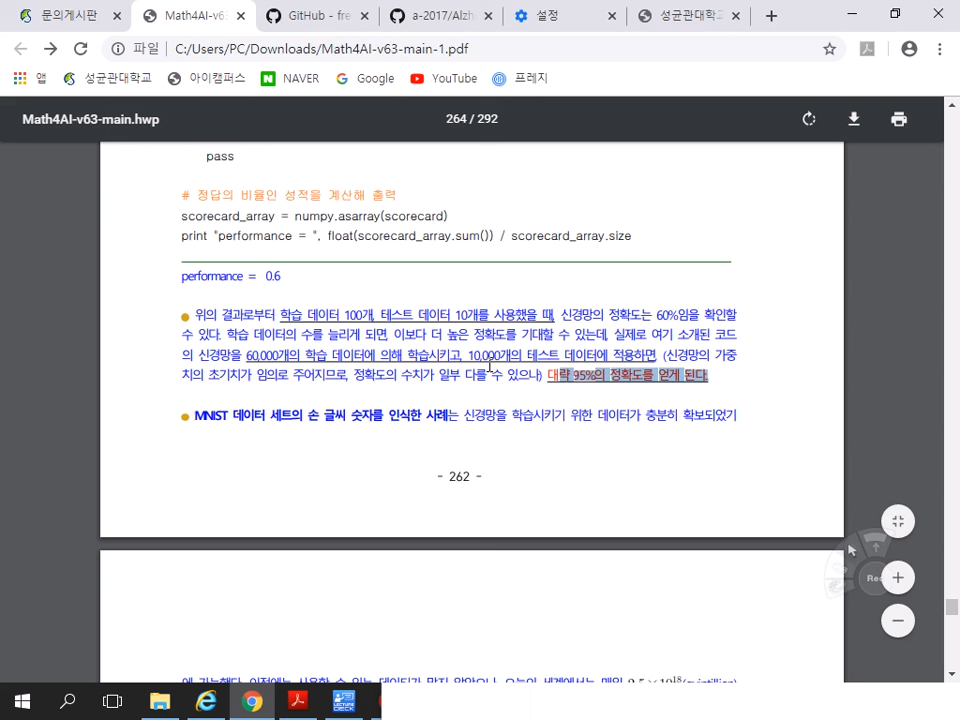 문의게시판
Math4AI-v63
GitHub - fre
a-2017/Alzh
설정
성균관대학교
파일
C:/Users/PC/Downloads/Math4AI-v63-main-1.pdf
앱
성균관대학교
아이캠퍼스
NAVER
Google
YouTube
프레지
Math4AI-v63-main.hwp
264 / 292
pass
# 정답의 비율인 성적을 계산해 출력
scorecard_array = numpy.asarray(scorecard)
print "performance = ", float(scorecard_array.sum()) / scorecard_array.size
performance = 0.6
위의 결과로부터 학습 데이터 100개, 테스트 데이터 10개를 사용했을 때, 신경망의 정확도는 60%임을 확인할
수 있다. 학습 데이터의 수를 늘리게 되면, 이보다 더 높은 정확도를 기대할 수 있는데, 실제로 여기 소개된 코드
의 신경망을 60,000개의 학습 데이터에 의해 학습시키고, 10,000개의 테스트 데이터에 적용하면, (신경망의 가중
치의 초기치가 임의로 주어지므로, 정확도의 수치가 일부 다를 수 있으나) 대략 95%의 정확도를 얻게 된다.
MNIST 데이터 세트의 손 글씨 숫자를 인식한 사례는 신경망을 학습시키기 위한 데이터가 충분히 확보되었기
- 262 -
Rec